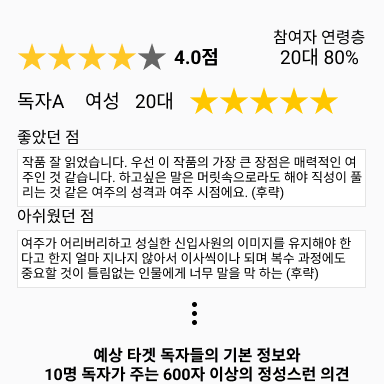 참여자 연령층
4.0점 20대 80%
독자A 여성 20대
좋았던 점
작품 잘 읽었습니다. 우선 이 작품의 가장 큰 장점은 매력적인 여
주인 것 같습니다. 하고싶은 말은 머릿속으로라도 해야 직성이 풀
리는 것 같은 여주의 성격과 여주 시점에요. (후략)
아쉬웠던 점
여주가 어리버리하고 성실한 신입사원의 이미지를 유지해야 한
다고 한지 얼마 지나지 않아서 이사씩이나 되며 복수 과정에도
중요할 것이 틀림없는 인물에게 너무 말을 막 하는 (후략)
예상 타겟 독자들의 기본 정보와
10명 독자가 주는 600자 이상의 정성스런 의견